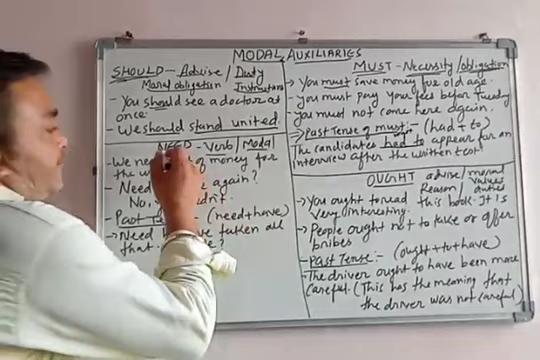 MODAL AUXILIARIES
SHOULD - Advise / Duty
Moral obligation Instructions
- You should see a doctor at
once.
- We should stand united.
NEED - Verb / Modal
- We of money for
the
- Need again?
No,
- Past (need+have)
- Need taken all
that
MUST - Necessity / obligation
- You must save money for old age.
- you must pay your fees before Tuesday
- you must not come here again.
→ Past Tense of must :- (had + to)
The candidates had to appear for an
interview after the written test.
OUGHT advise / moral
Reason / values
duties
→ You ought to read this book. It is
very interesting.
→ People ought not to take or offer
bribes
- Past Tense :- (ought + to + have)
- The driver ought to have been more
careful. (This has the meaning that
the driver was not careful)